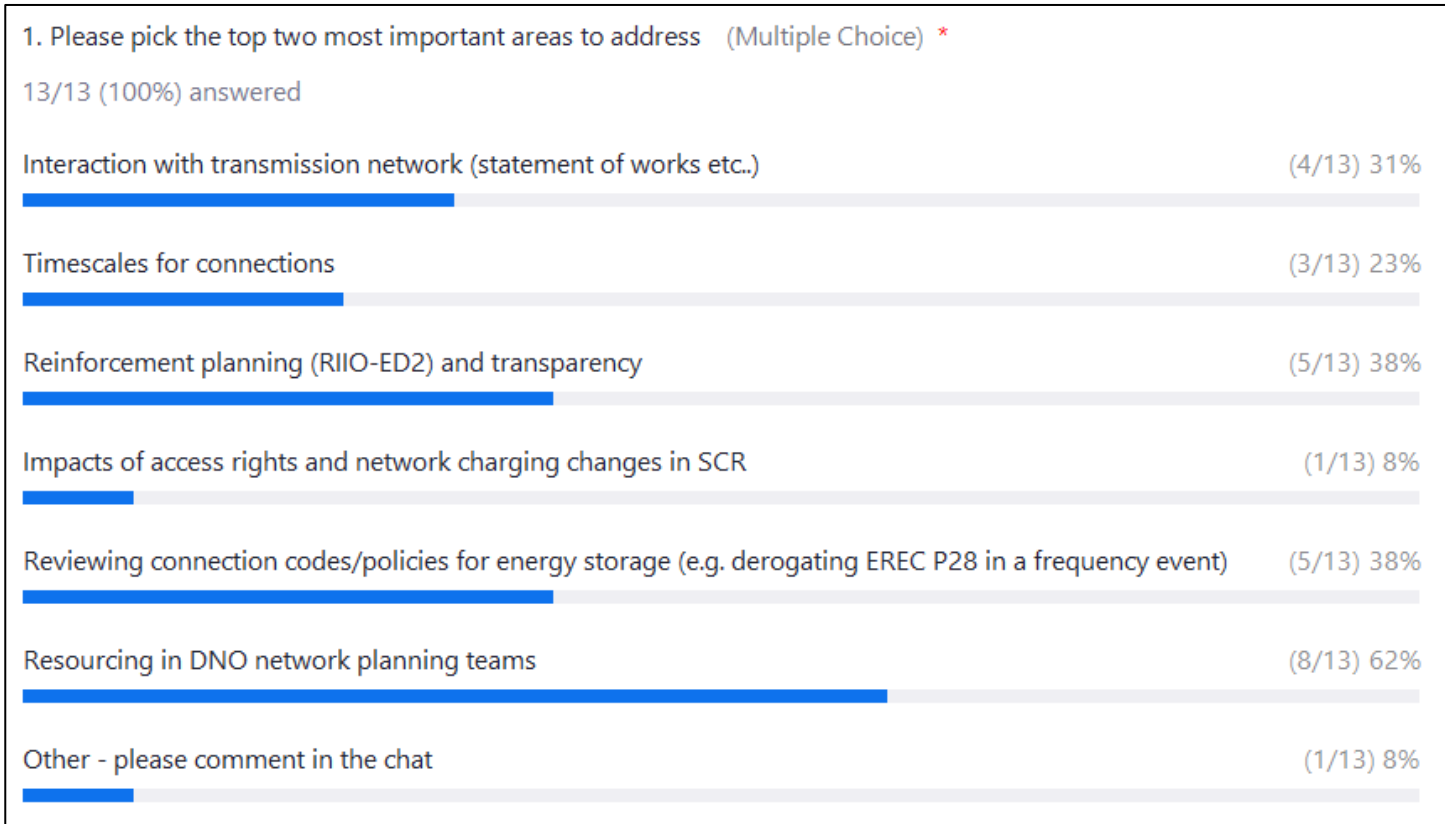 1. Please pick the top two most important areas to address (Multiple Choice) *
13/13 (100%) answered
Interaction with transmission network (statement of works etc..) (4/13) 31%
Timescales for connections (3/13) 23%
Reinforcement planning (RIIO-ED2) and transparency (5/13) 38%
Impacts of access rights and network charging changes in SCR (1/13) 8%
Reviewing connection codes/policies for energy storage (e.g. derogating EREC P28 in a frequency event) (5/13) 38%
Resourcing in DNO network planning teams (8/13) 62%
Other - please comment in the chat (1/13) 8%